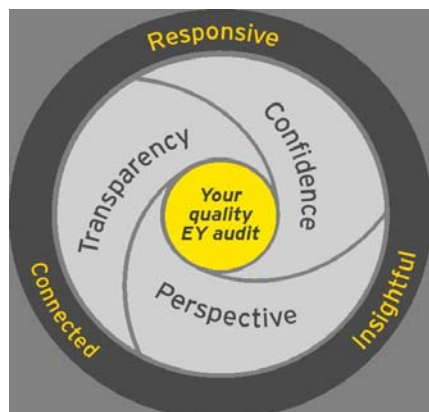 Responsive
Confidence
Transparency
Your
quality
EY audit
Perspective
Connected
Insightful